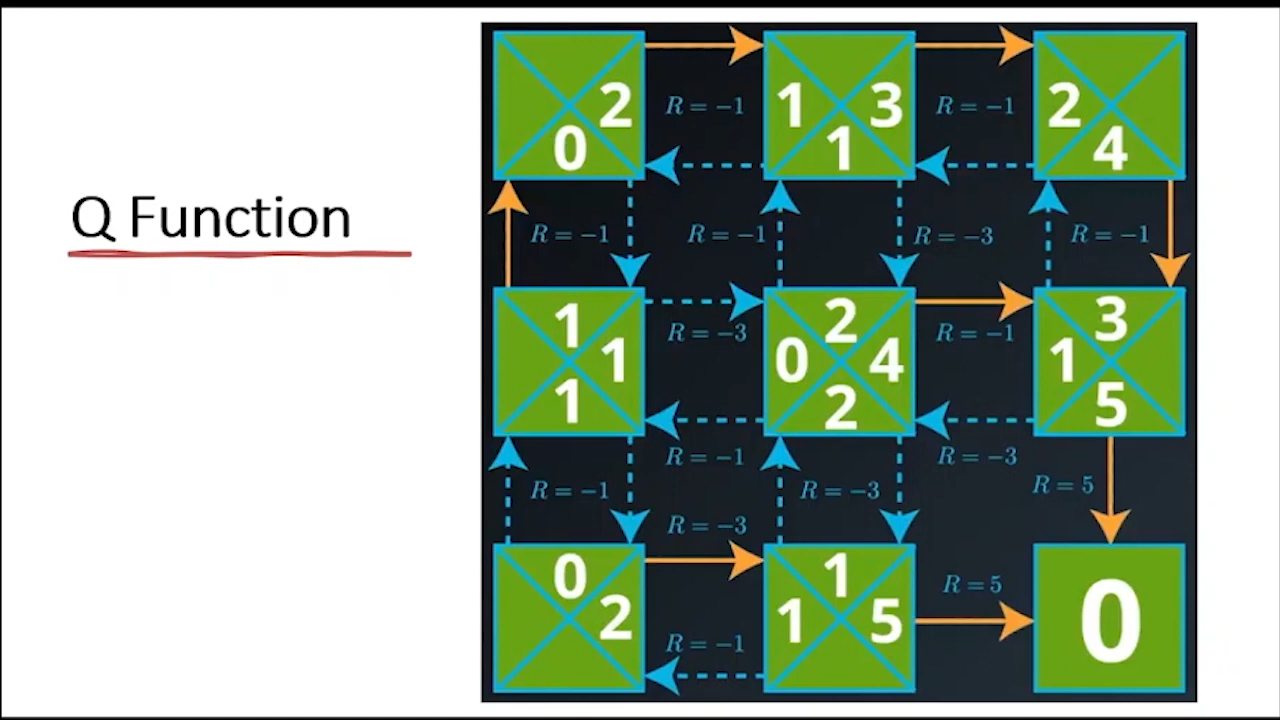 Q Function
2 1 3 2
R = −1 R = −1
0 1 4
R = −1 R = −1 R = −3 R = −1
1 2 3
R = −3 R = −1
1 0 4 1
1 2 5
R = −1 R = −3
R = −1 R = −3 R = 5
R = −3
0 1
R = 5
2 1 5 0
R = −1